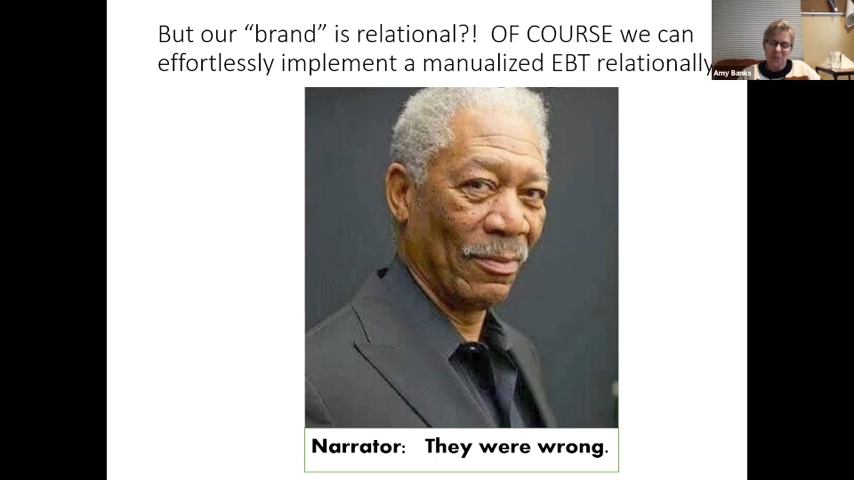 But our “brand” is relational?! OF COURSE we can
effortlessly implement a manualized EBT relationally
Amy Banks
Narrator: They were wrong.